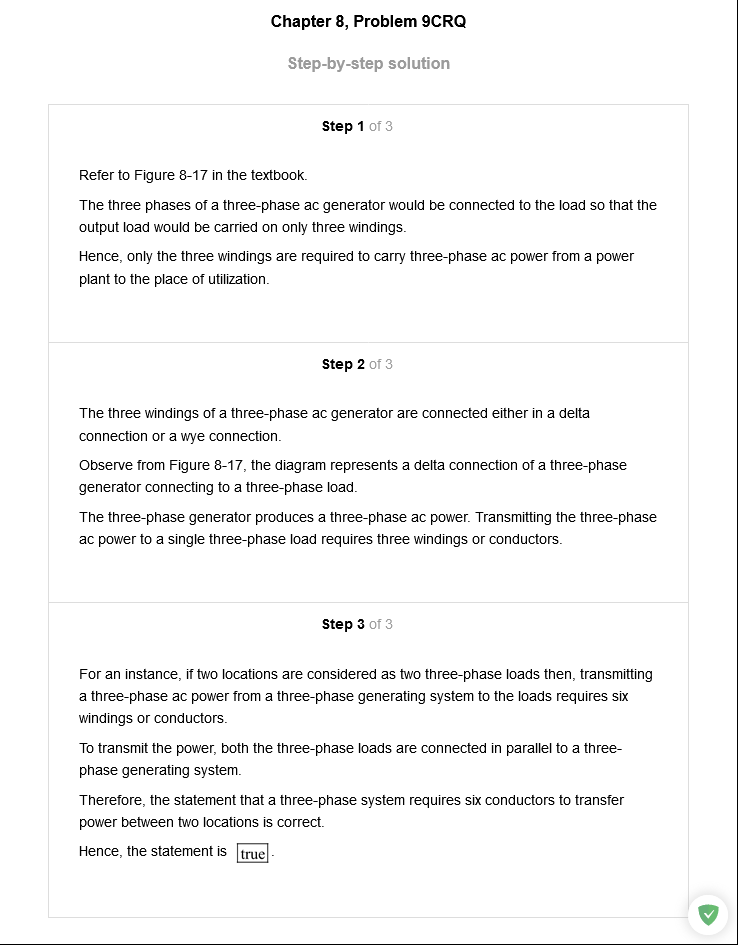 Chapter 8, Problem 9CRQ
Step-by-step solution
Step 1 of 3
Refer to Figure 8-17 in the textbook.
The three phases of a three-phase ac generator would be connected to the load so that the
output load would be carried on only three windings.
Hence, only the three windings are required to carry three-phase ac power from a power
plant to the place of utilization.
Step 2 of 3
The three windings of a three-phase ac generator are connected either in a delta
connection or a wye connection.
Observe from Figure 8-17, the diagram represents a delta connection of a three-phase
generator connecting to a three-phase load.
The three-phase generator produces a three-phase ac power. Transmitting the three-phase
ac power to a single three-phase load requires three windings or conductors.
Step 3 of 3
For an instance, if two locations are considered as two three-phase loads then, transmitting
a three-phase ac power from a three-phase generating system to the loads requires six
windings or conductors.
To transmit the power, both the three-phase loads are connected in parallel to a three-
phase generating system.
Therefore, the statement that a three-phase system requires six conductors to transfer
power between two locations is correct.
Hence, the statement is true.